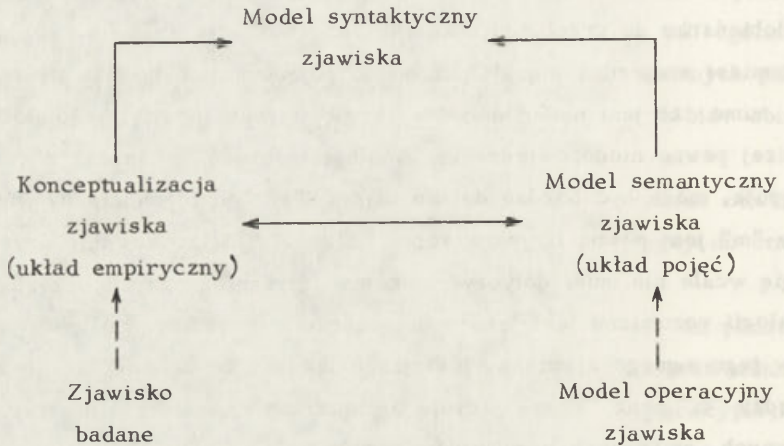 Model syntaktyczny
zjawiska
Konceptualizacja
zjawiska
(układ empiryczny)
Model semantyczny
zjawiska
(układ pojęć)
Zjawisko
badane
Model operacyjny
zjawiska